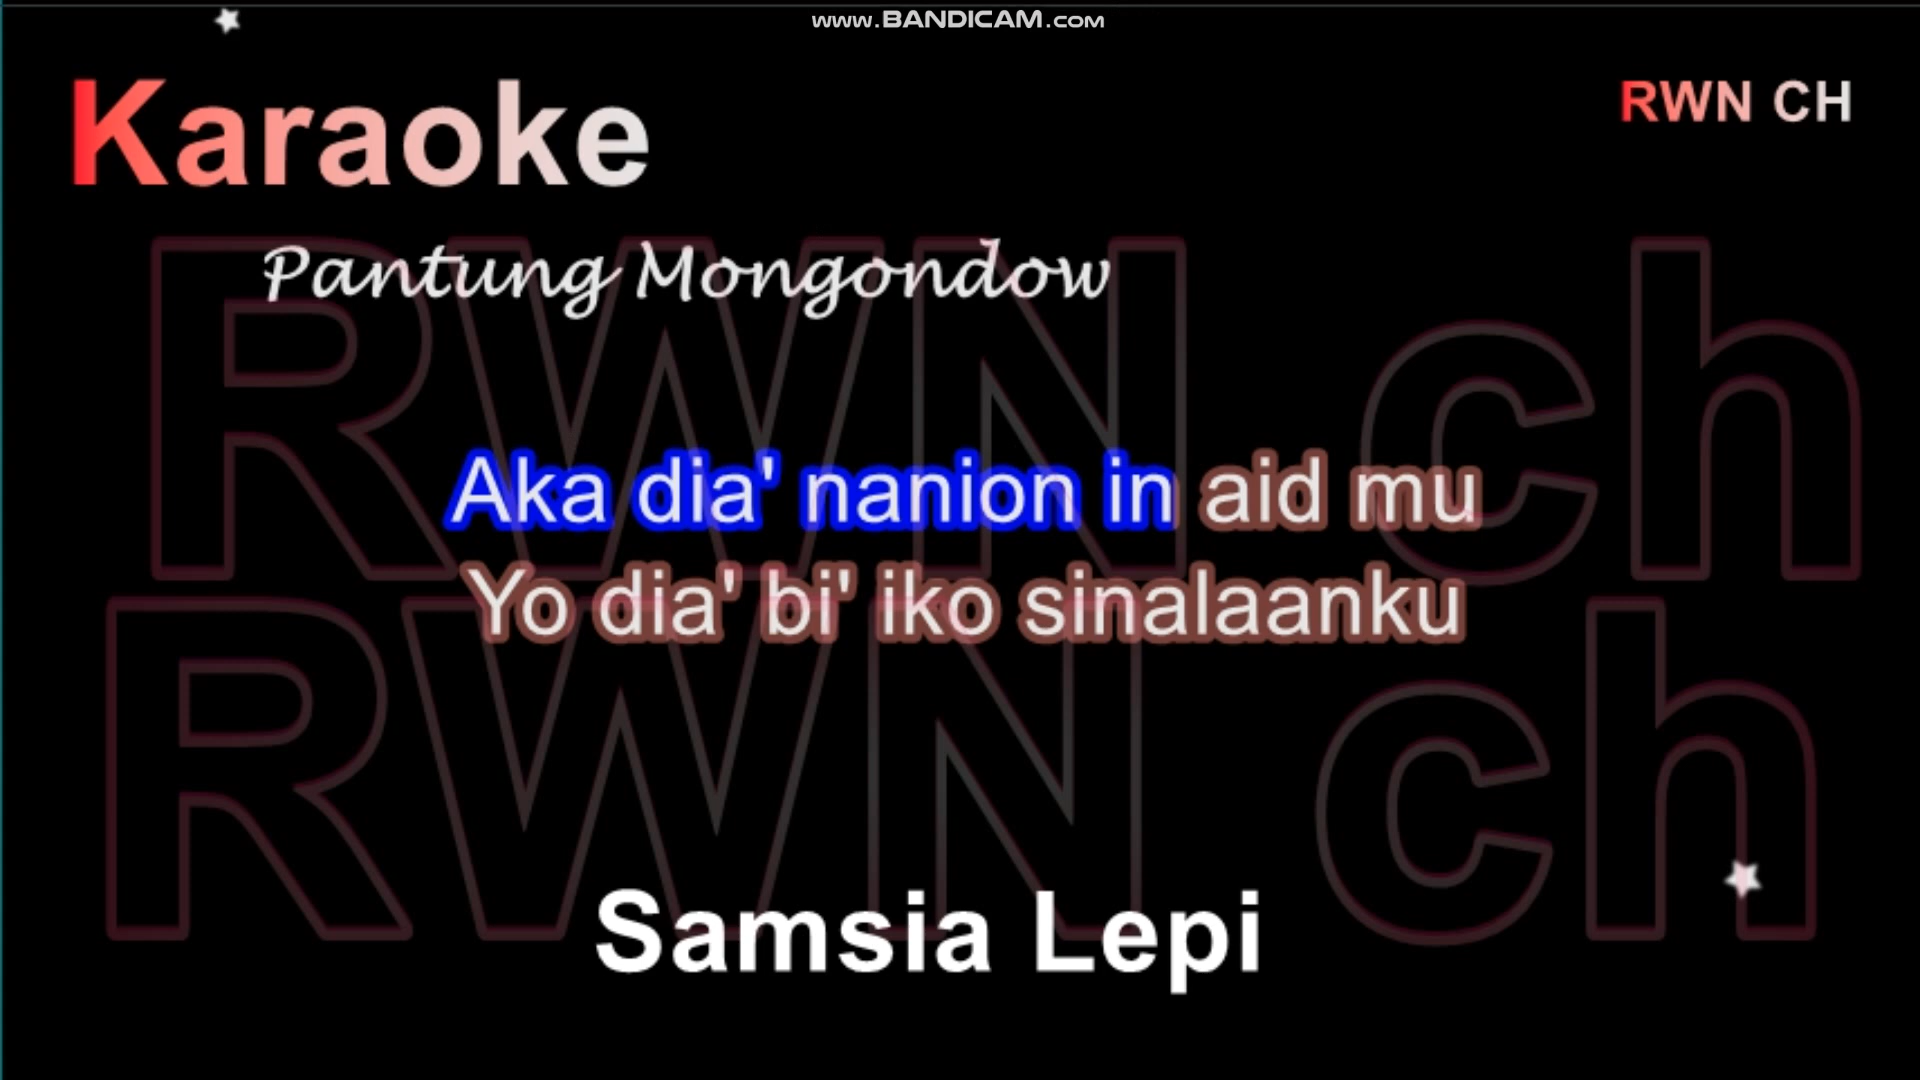 www.BANDICAM.com
Karaoke
RWN CH
Pantung Mongondow
RWN ch
Aka dia' nanion in aid mu
Yo dia' bi' iko sinalaanku
RWN ch
Samsia Lepi